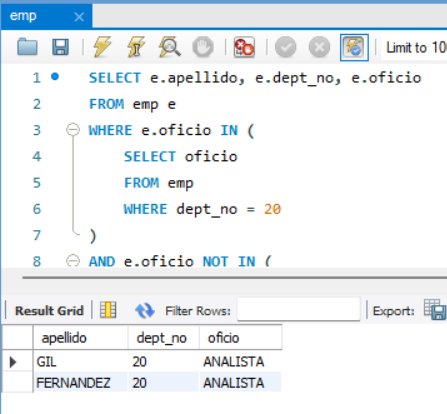 emp ×
Limit to 10
1 SELECT e.apellido, e.dept_no, e.oficio
2 FROM emp e
3 WHERE e.oficio IN (
4 SELECT oficio
5 FROM emp
6 WHERE dept_no = 20
7 )
8 AND e.oficio NOT IN (
Result Grid Filter Rows: Export:
apellido dept_no oficio
GIL 20 ANALISTA
FERNANDEZ 20 ANALISTA